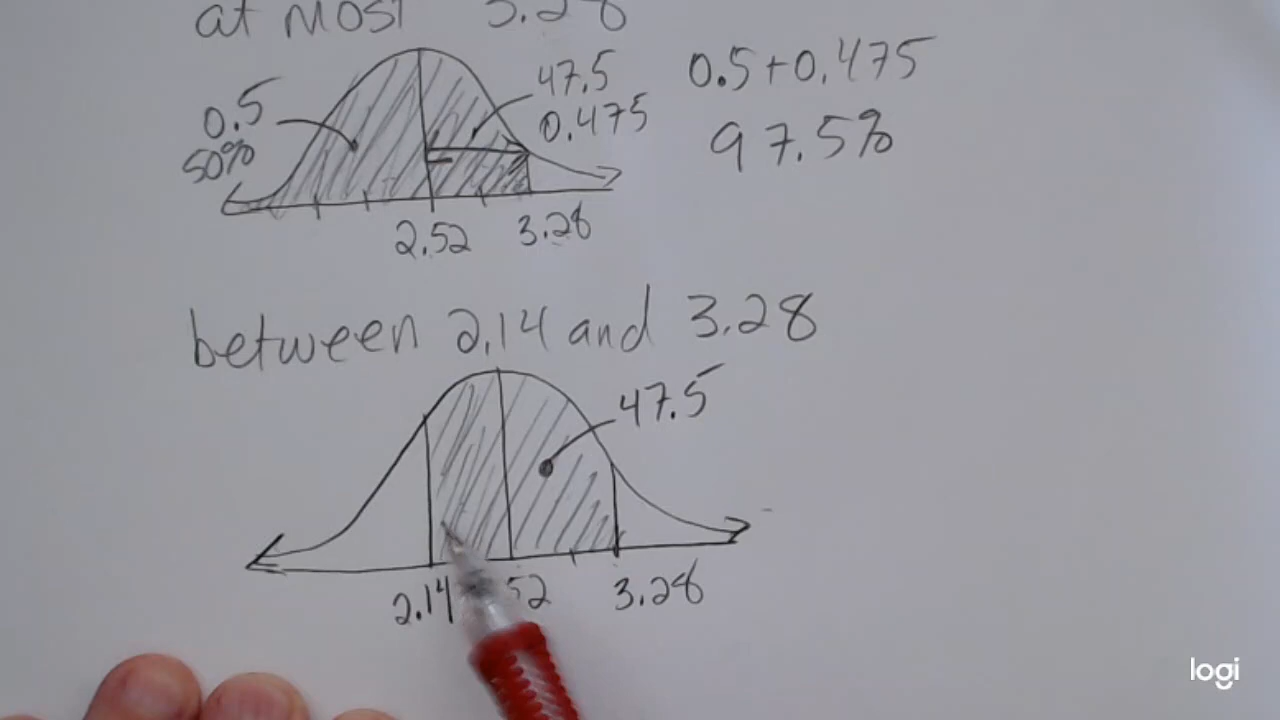 at most 3.28
0.5
50%
47.5
0.475
0.5+0.475
97.5%
2.52 3.28
between 2.14 and 3.28
47.5
2.14 52 3.28
logi